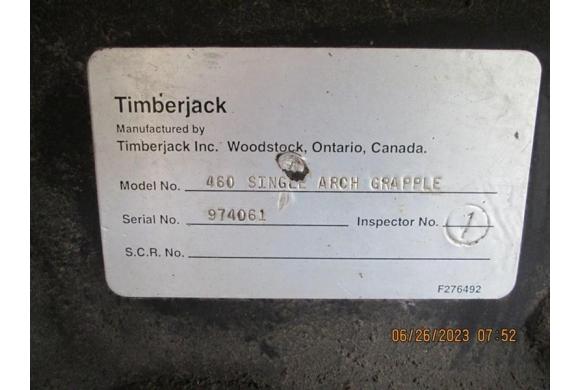 Timberjack
Manufactured by
Timberjack Inc. Woodstock, Ontario, Canada.
Model No. 460 SINGLE ARCH GRAPPLE
Serial No. 974061 Inspector No. 1
S.C.R. No.
F276492
06/26/2023 07:52